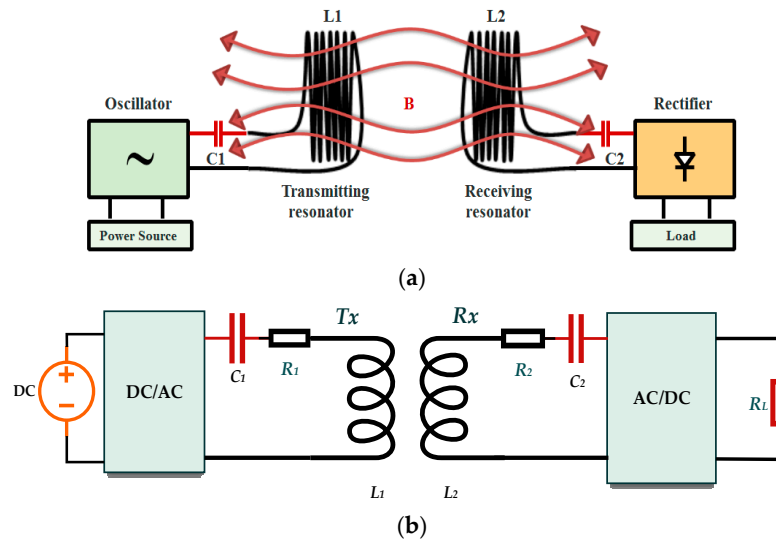 L1 L2
Oscillator B Rectifier
~
C1 C2
Transmitting resonator
Receiving resonator
Power Source Load
(a)
Tx Rx
DC + − DC/AC C1 R1 R2 C2 AC/DC RL
L1 L2
(b)